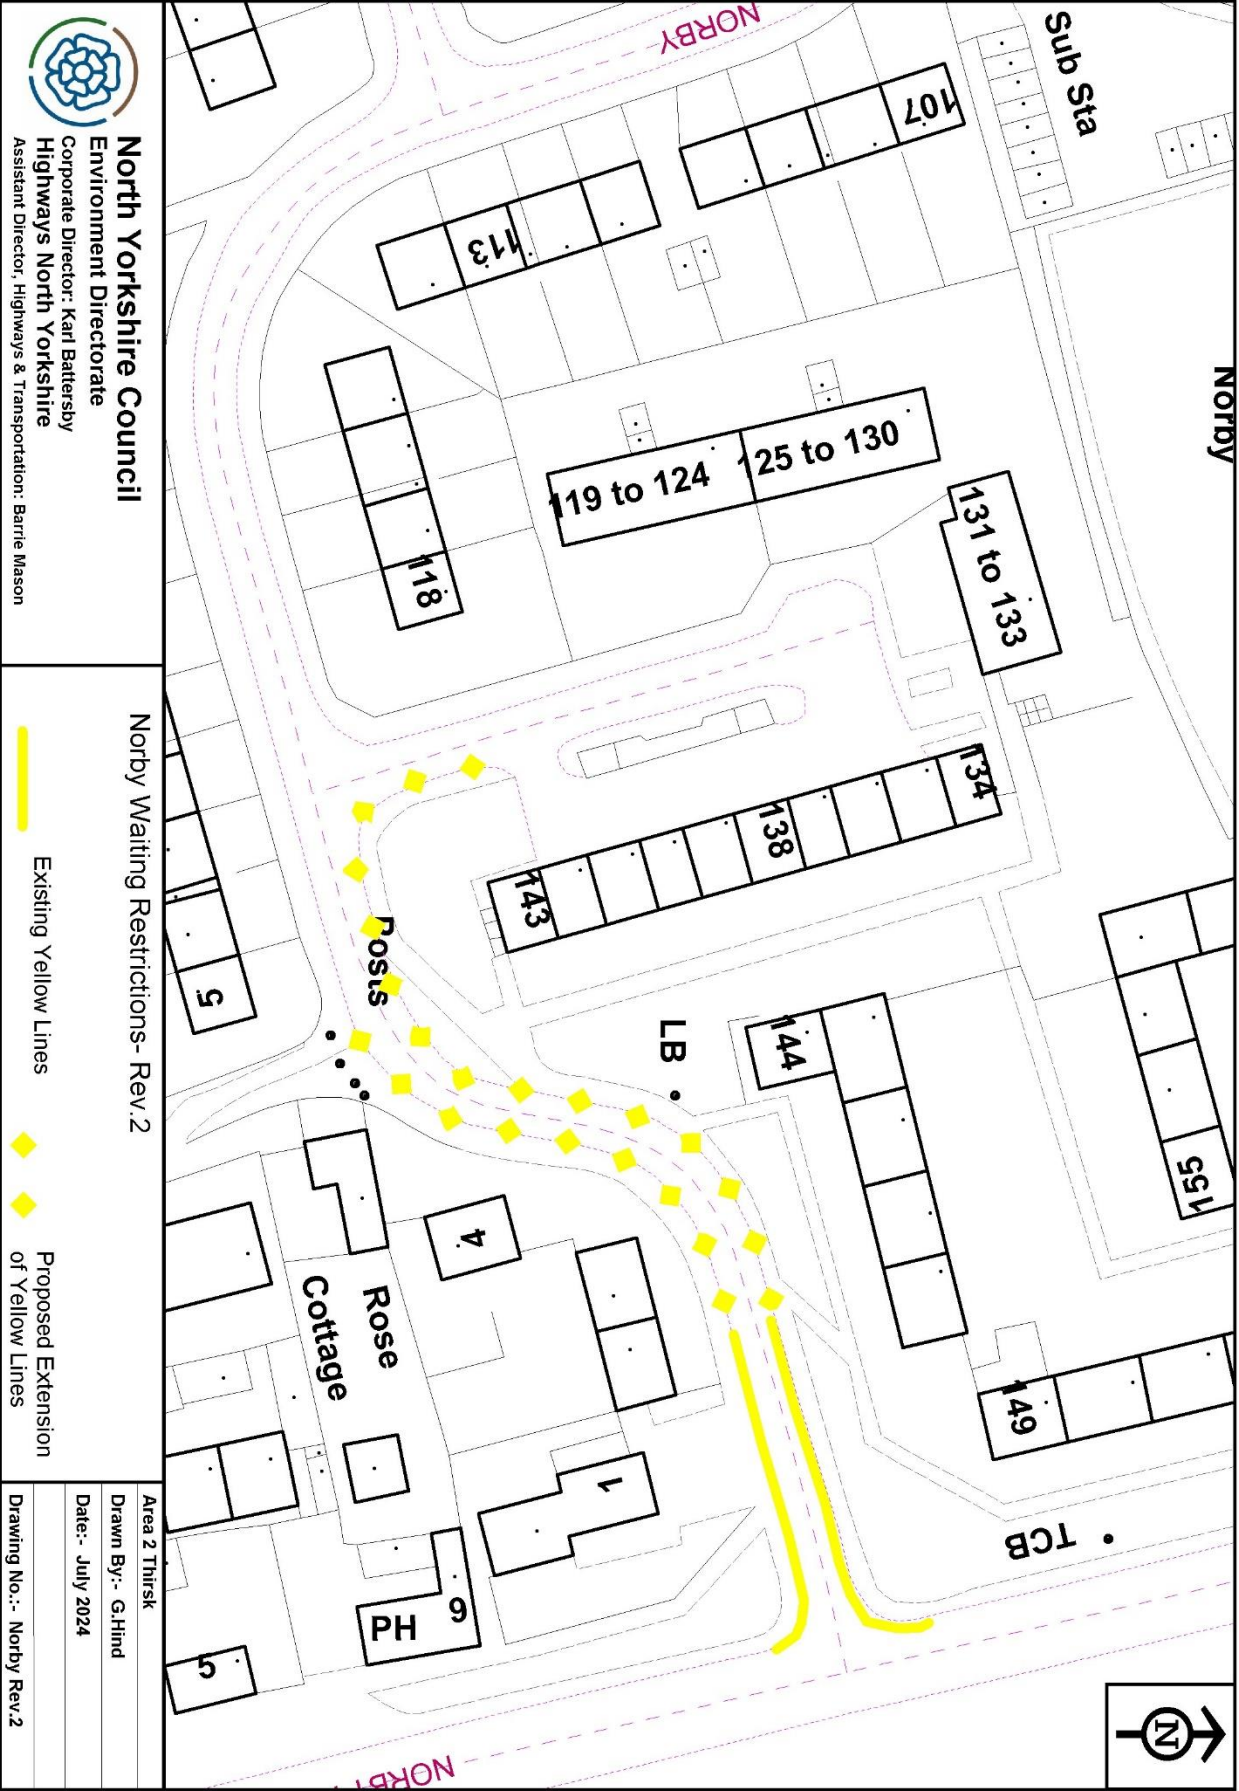 NORBY
Sub Sta
107
113
Norby
119 to 124
125 to 130
131 to 133
118
134
138
143
Posts
5
LB
144
155
4
Rose
Cottage
149
1
TCB
9
PH
5
N
North Yorkshire Council
Environment Directorate
Corporate Director: Karl Battersby
Highways North Yorkshire
Assistant Director, Highways & Transportation: Barrie Mason
Norby Waiting Restrictions- Rev.2
Existing Yellow Lines
Proposed Extension
of Yellow Lines
Area 2 Thirsk
Drawn By:- G.Hind
Date:- July 2024
Drawing No.:- Norby Rev.2